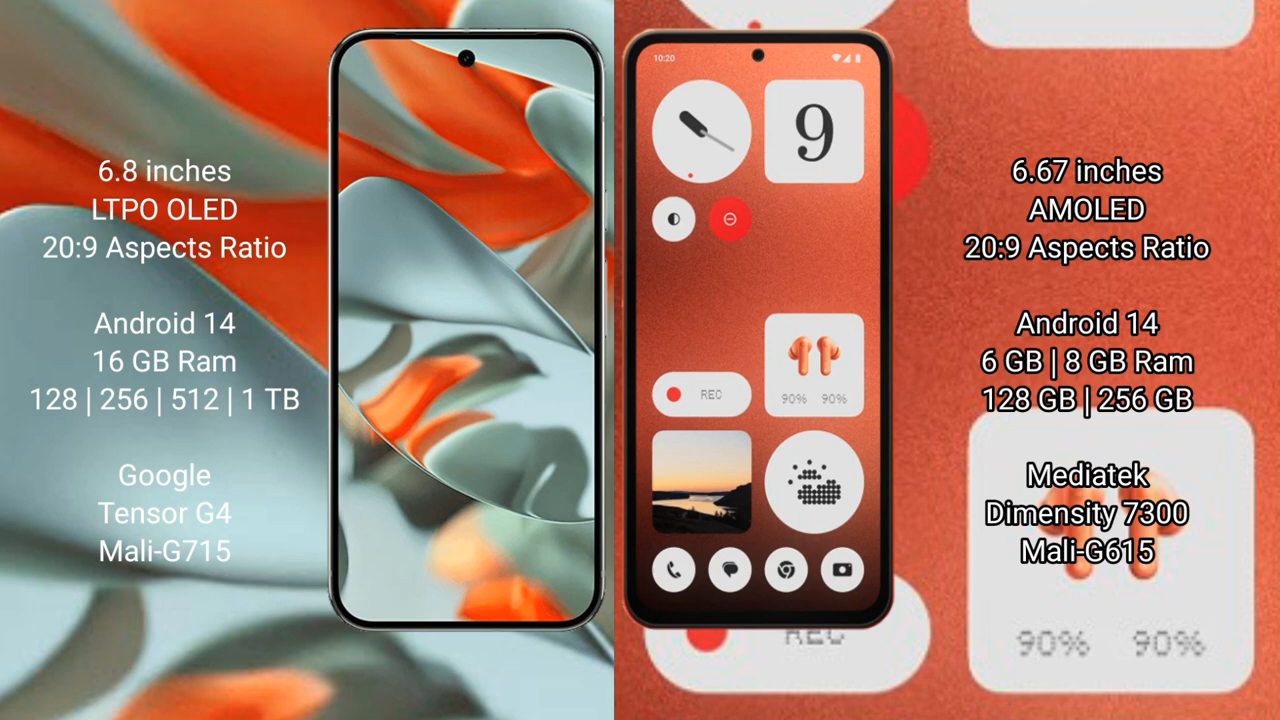 6.8 inches
LTPO OLED
20:9 Aspects Ratio
Android 14
16 GB Ram
128 | 256 | 512 | 1 TB
Google
Tensor G4
Mali-G715
10:20
9
REC
90% 90%
6.67 inches
AMOLED
20:9 Aspects Ratio
Android 14
6 GB | 8 GB Ram
128 GB | 256 GB
Mediatek
Dimensity 7300
Mali-G615
REC
90% 90%